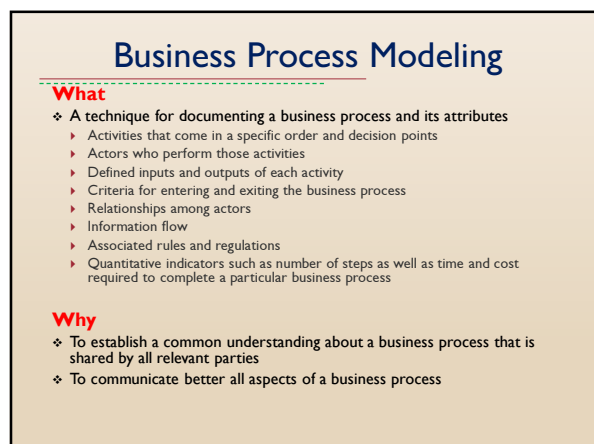 Business Process Modeling
What
❖ A technique for documenting a business process and its attributes
Activities that come in a specific order and decision points
Actors who perform those activities
Defined inputs and outputs of each activity
Criteria for entering and exiting the business process
Relationships among actors
Information flow
Associated rules and regulations
Quantitative indicators such as number of steps as well as time and cost
required to complete a particular business process
Why
❖ To establish a common understanding about a business process that is
shared by all relevant parties
❖ To communicate better all aspects of a business process